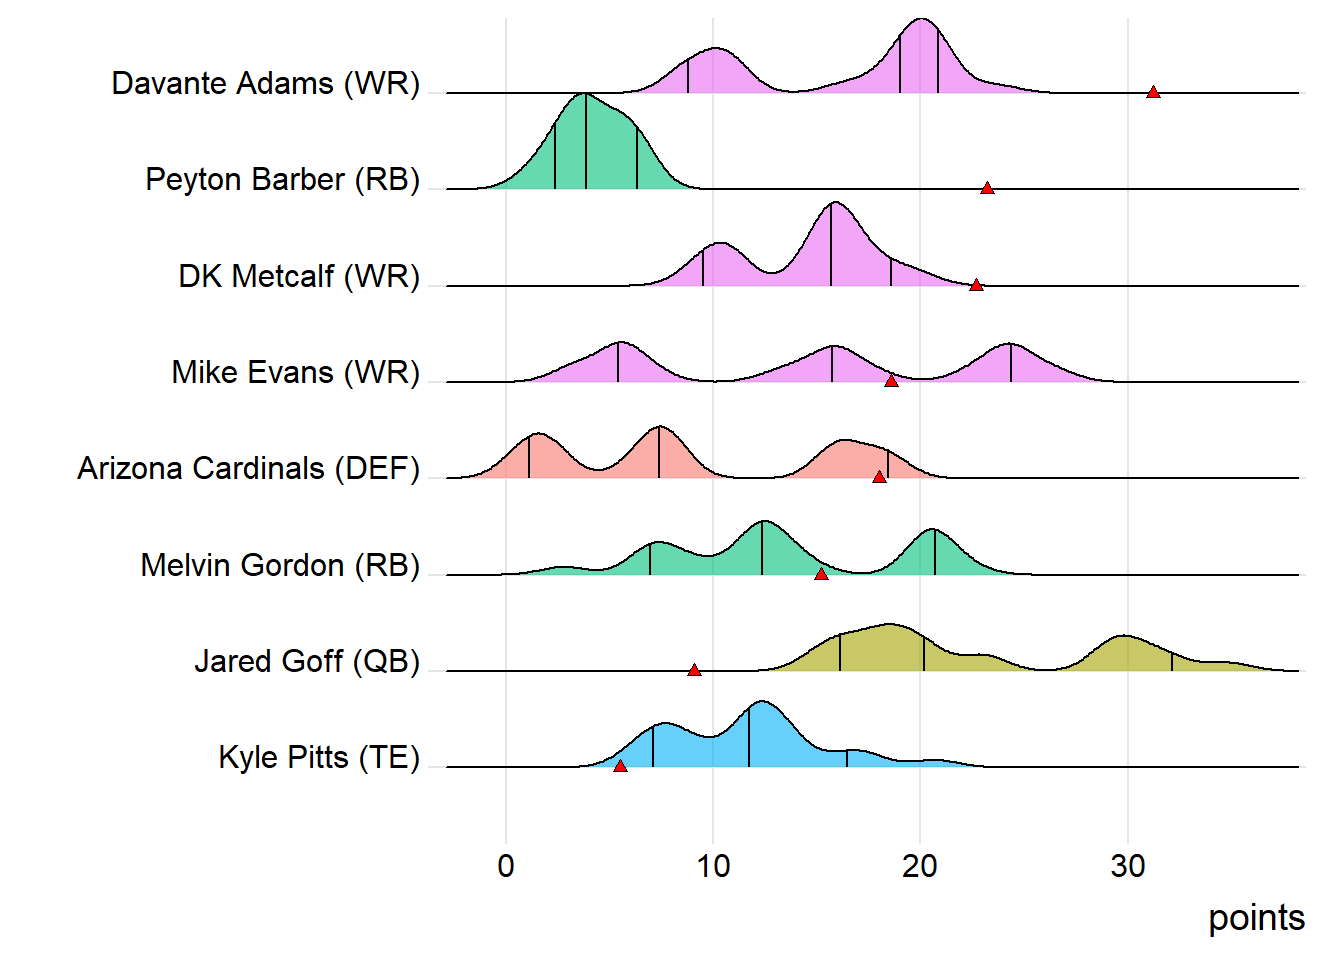 Davante Adams (WR)
Peyton Barber (RB)
DK Metcalf (WR)
Mike Evans (WR)
Arizona Cardinals (DEF)
Melvin Gordon (RB)
Jared Goff (QB)
Kyle Pitts (TE)
0 10 20 30
points